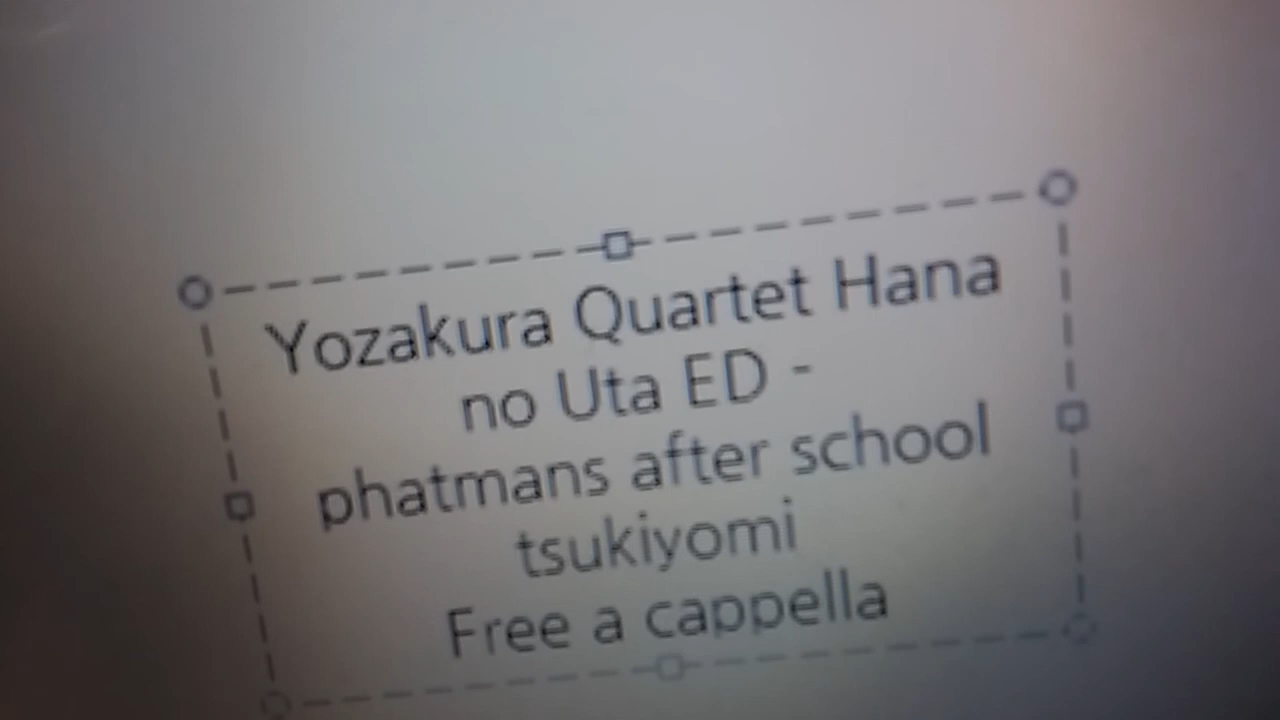 Yozakura Quartet Hana
no Uta ED -
phatmans after school
tsukiyomi
Free a cappella